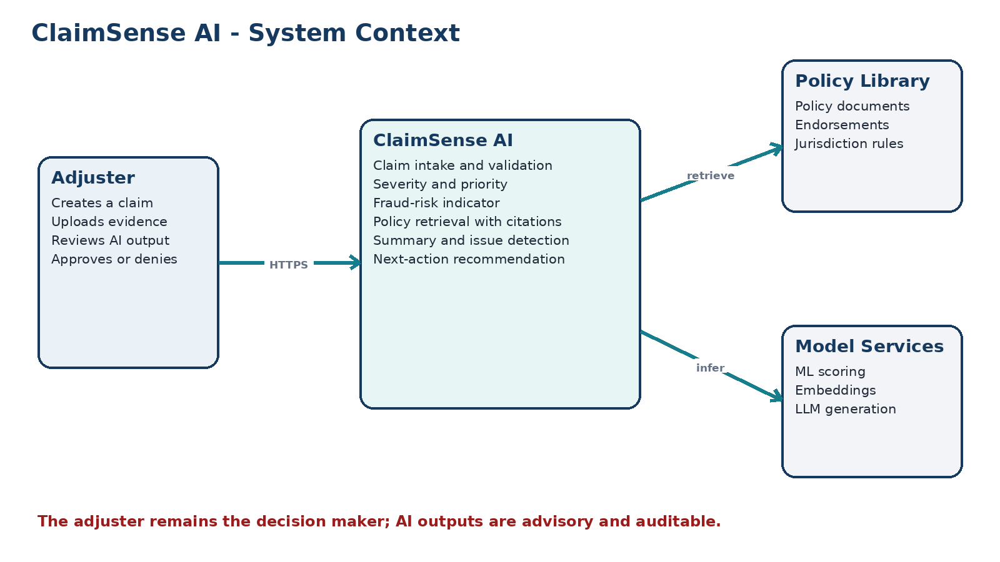 ClaimSense AI - System Context
Adjuster
Creates a claim
Uploads evidence
Reviews AI output
Approves or denies
HTTPS
ClaimSense AI
Claim intake and validation
Severity and priority
Fraud-risk indicator
Policy retrieval with citations
Summary and issue detection
Next-action recommendation
retrieve
Policy Library
Policy documents
Endorsements
Jurisdiction rules
infer
Model Services
ML scoring
Embeddings
LLM generation
The adjuster remains the decision maker; AI outputs are advisory and auditable.